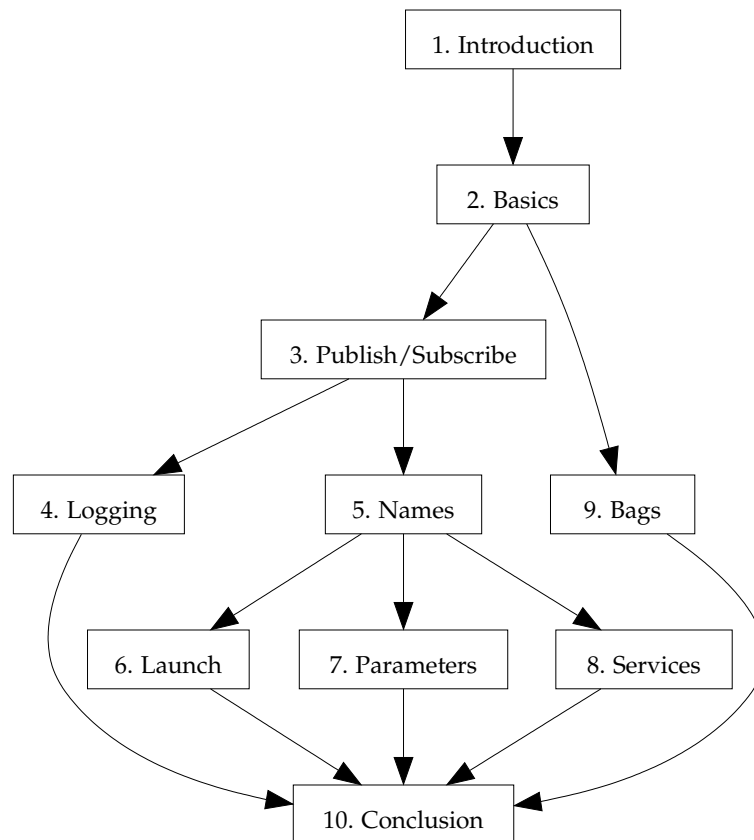 1. Introduction
2. Basics
3. Publish/Subscribe
4. Logging
5. Names
9. Bags
6. Launch
7. Parameters
8. Services
10. Conclusion